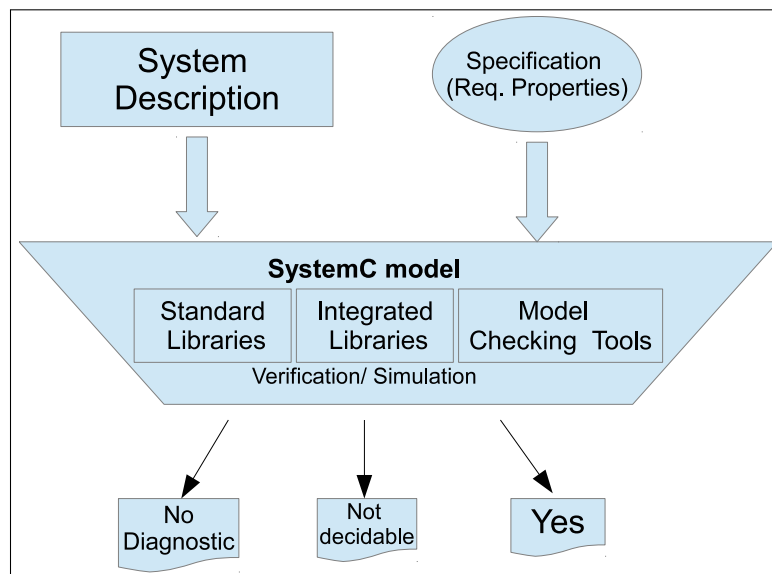 System
Description
Specification
(Req. Properties)
SystemC model
Standard
Libraries
Integrated
Libraries
Model
Checking Tools
Verification/ Simulation
No
Diagnostic
Not
decidable
Yes